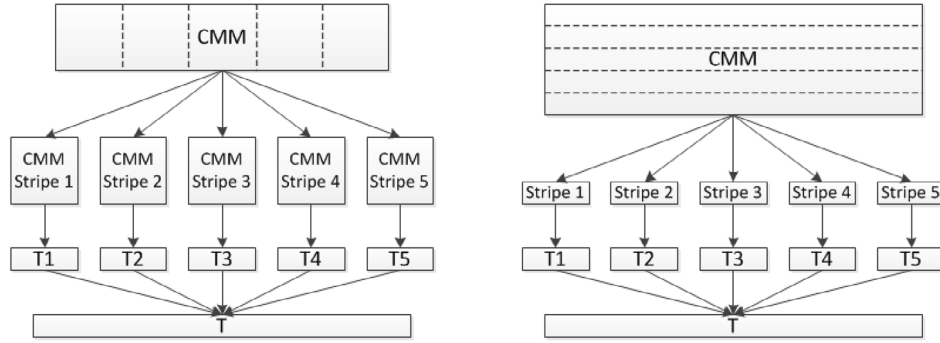 CMM
CMM
Stripe 1
CMM
Stripe 2
CMM
Stripe 3
CMM
Stripe 4
CMM
Stripe 5
T1
T2
T3
T4
T5
T
CMM
Stripe 1
Stripe 2
Stripe 3
Stripe 4
Stripe 5
T1
T2
T3
T4
T5
T